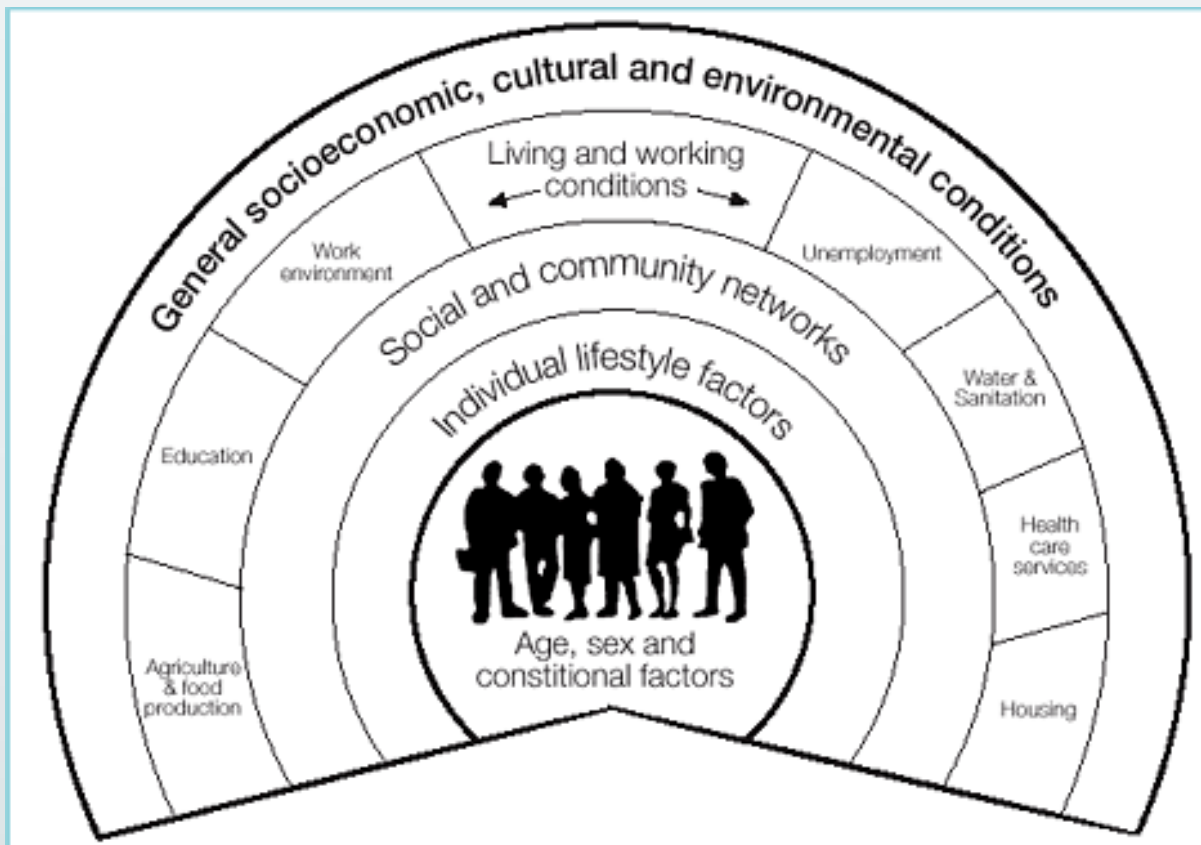 General socioeconomic, cultural and environmental conditions
Living and working
conditions
Work
environment
Unemployment
Social and community networks
Individual lifestyle factors
Education
Water &
Sanitation
Health
care
services
Agriculture
& food
production
Housing
Age, sex and
constitional factors